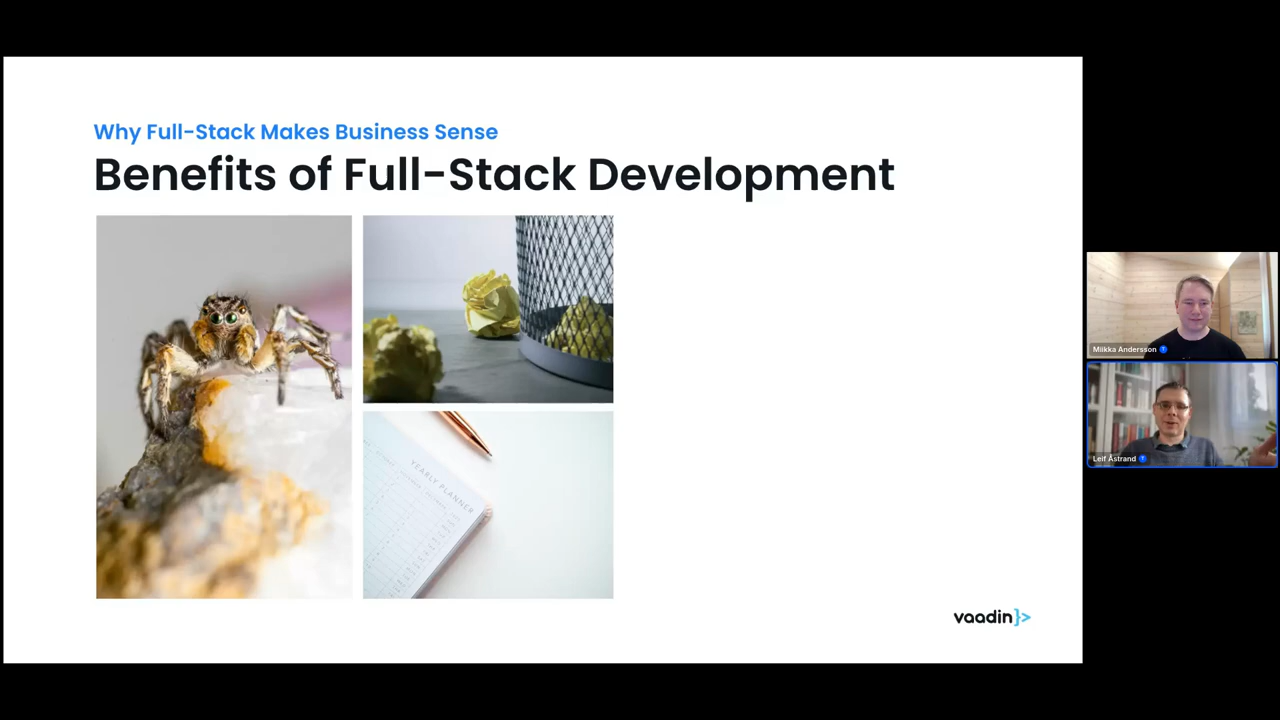 Why Full-Stack Makes Business Sense
Benefits of Full-Stack Development
YEARLY PLANNER
vaadin}>
Miikka Andersson
Leif Åstrand